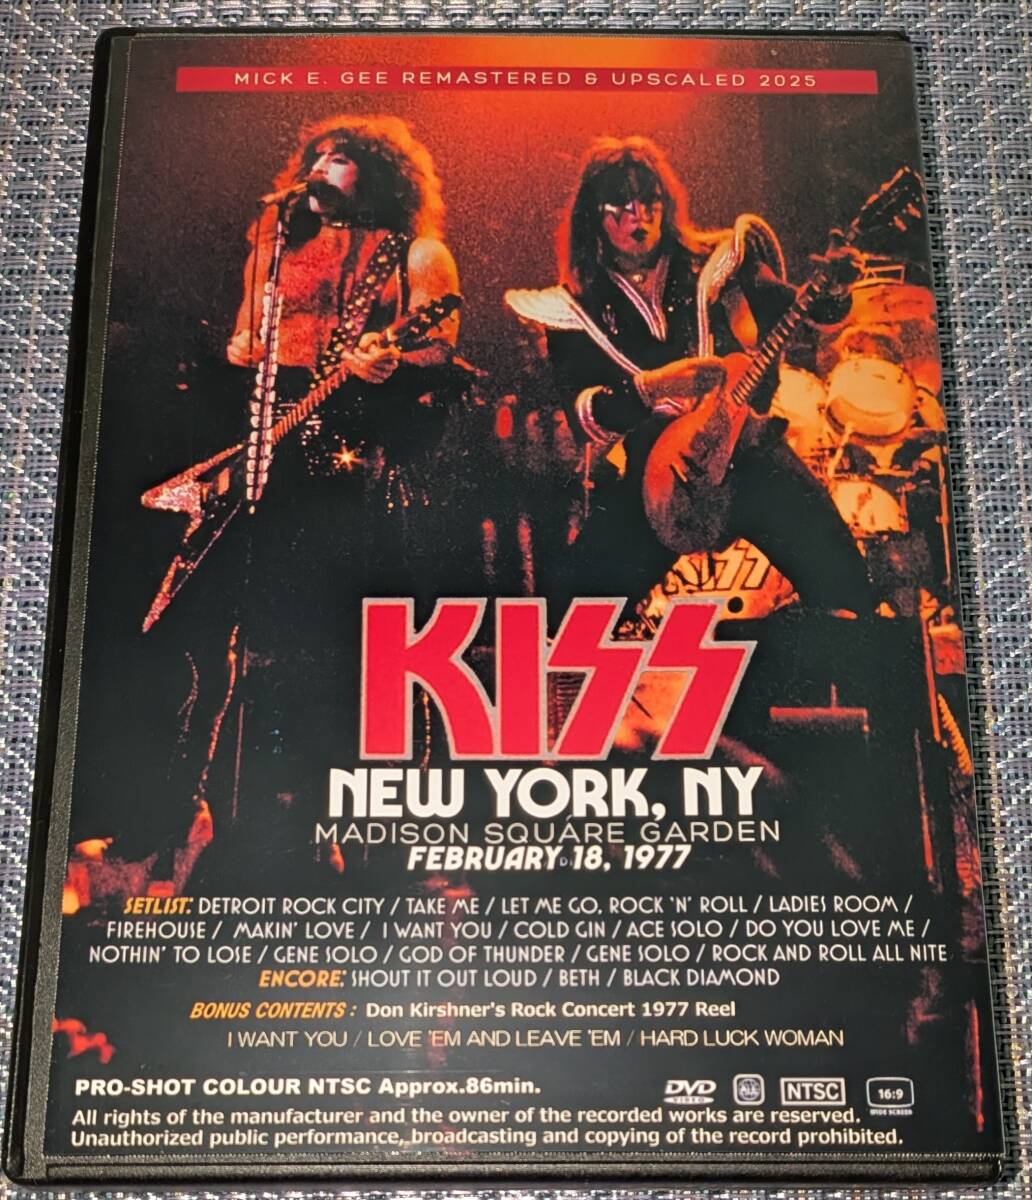 MICK E. GEE REMASTERED & UPSCALED 2025
KISS
KISS
NEW YORK, NY
MADISON SQUARE GARDEN
FEBRUARY 18, 1977
SETLIST: DETROIT ROCK CITY / TAKE ME / LET ME GO, ROCK 'N' ROLL / LADIES ROOM /
FIREHOUSE / MAKIN' LOVE / I WANT YOU / COLD GIN / ACE SOLO / DO YOU LOVE ME /
NOTHIN' TO LOSE / GENE SOLO / GOD OF THUNDER / GENE SOLO / ROCK AND ROLL ALL NITE
ENCORE: SHOUT IT OUT LOUD / BETH / BLACK DIAMOND
BONUS CONTENTS : Don Kirshner's Rock Concert 1977 Reel
I WANT YOU / LOVE 'EM AND LEAVE 'EM / HARD LUCK WOMAN
PRO-SHOT COLOUR NTSC Approx.86min.
DVD VIDEO ALL NTSC 16:9 WIDE SCREEN
All rights of the manufacturer and the owner of the recorded works are reserved.
Unauthorized public performance, broadcasting and copying of the record prohibited.